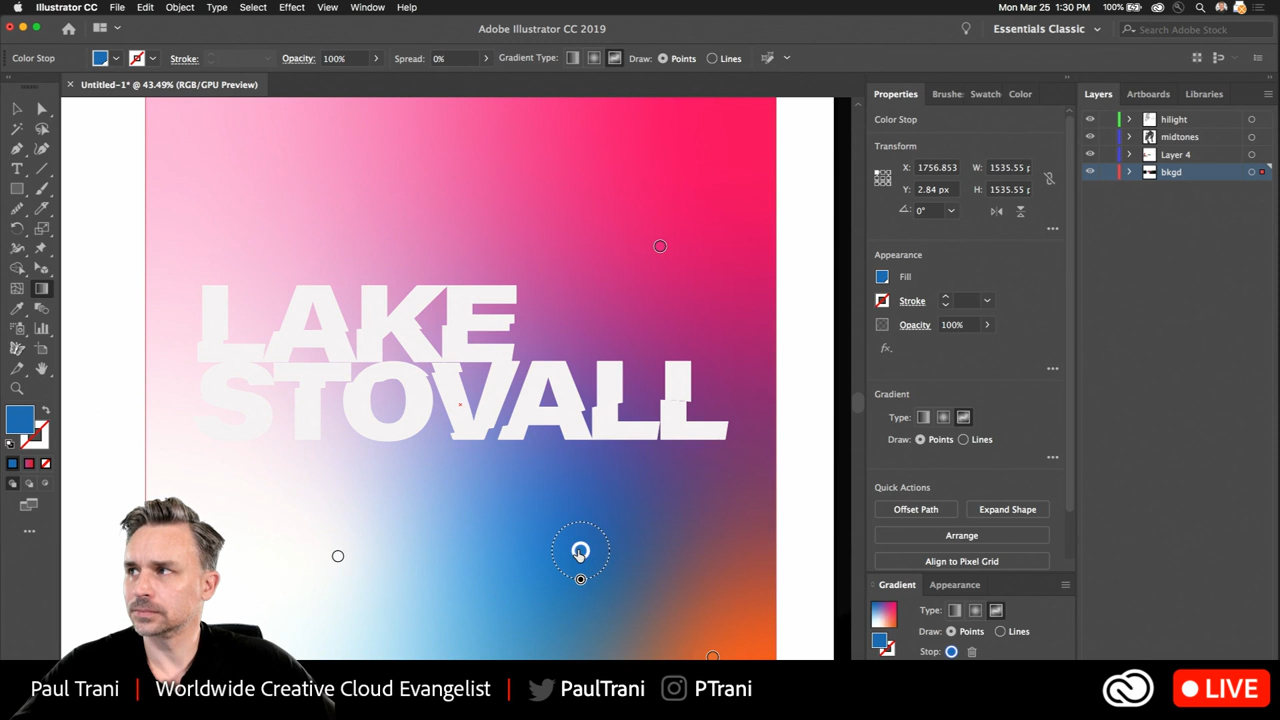 Illustrator CC File Edit Object Type Select Effect View Window Help
100% Mon Mar 25 1:30 PM
Adobe Illustrator CC 2019
Essentials Classic
Search Adobe Stock
Color Stop
Stroke:
Opacity: 100%
Spread: 0%
Gradient Type:
Draw: Points Lines
Untitled-1* @ 43.49% (RGB/GPU Preview)
LAKE
STOVALL
Properties Brushe Swatch Color
Color Stop
Transform
X: 1756.853 W: 1535.55 p
Y: 2.84 px H: 1535.55 p
0°
Appearance
Fill
Stroke
Opacity 100%
fx.
Gradient
Type:
Draw: Points Lines
Quick Actions
Offset Path Expand Shape
Arrange
Align to Pixel Grid
Gradient Appearance
Type:
Draw: Points Lines
Stop:
Layers Artboards Libraries
hilight
midtones
Layer 4
bkgd
Paul Trani | Worldwide Creative Cloud Evangelist | PaulTrani PTrani
LIVE